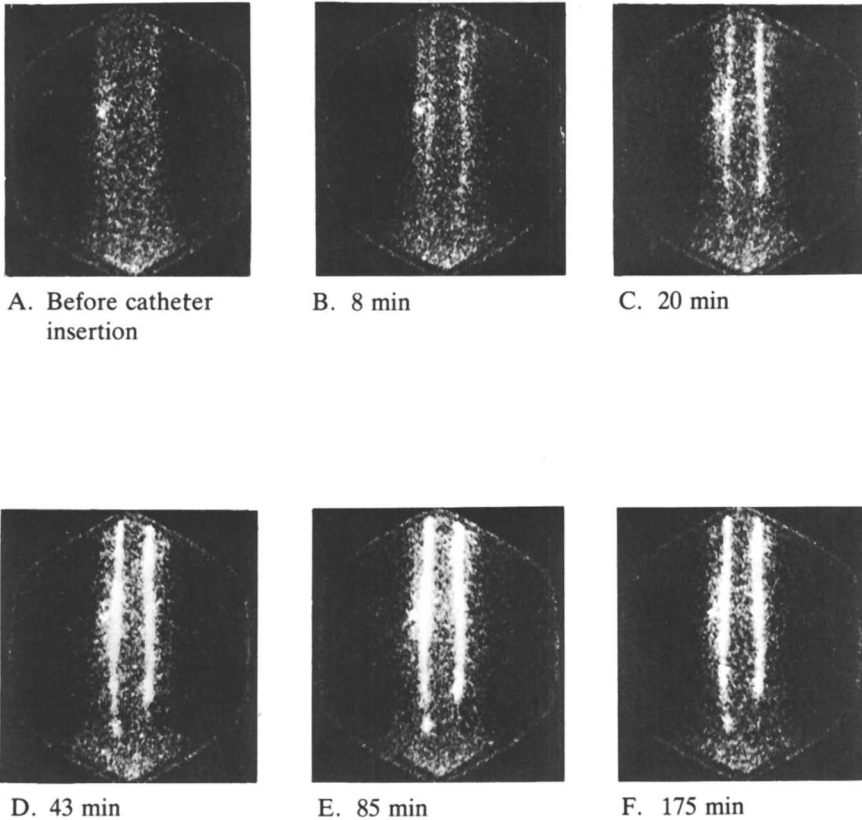 A. Before catheter
insertion
B. 8 min
C. 20 min
D. 43 min
E. 85 min
F. 175 min